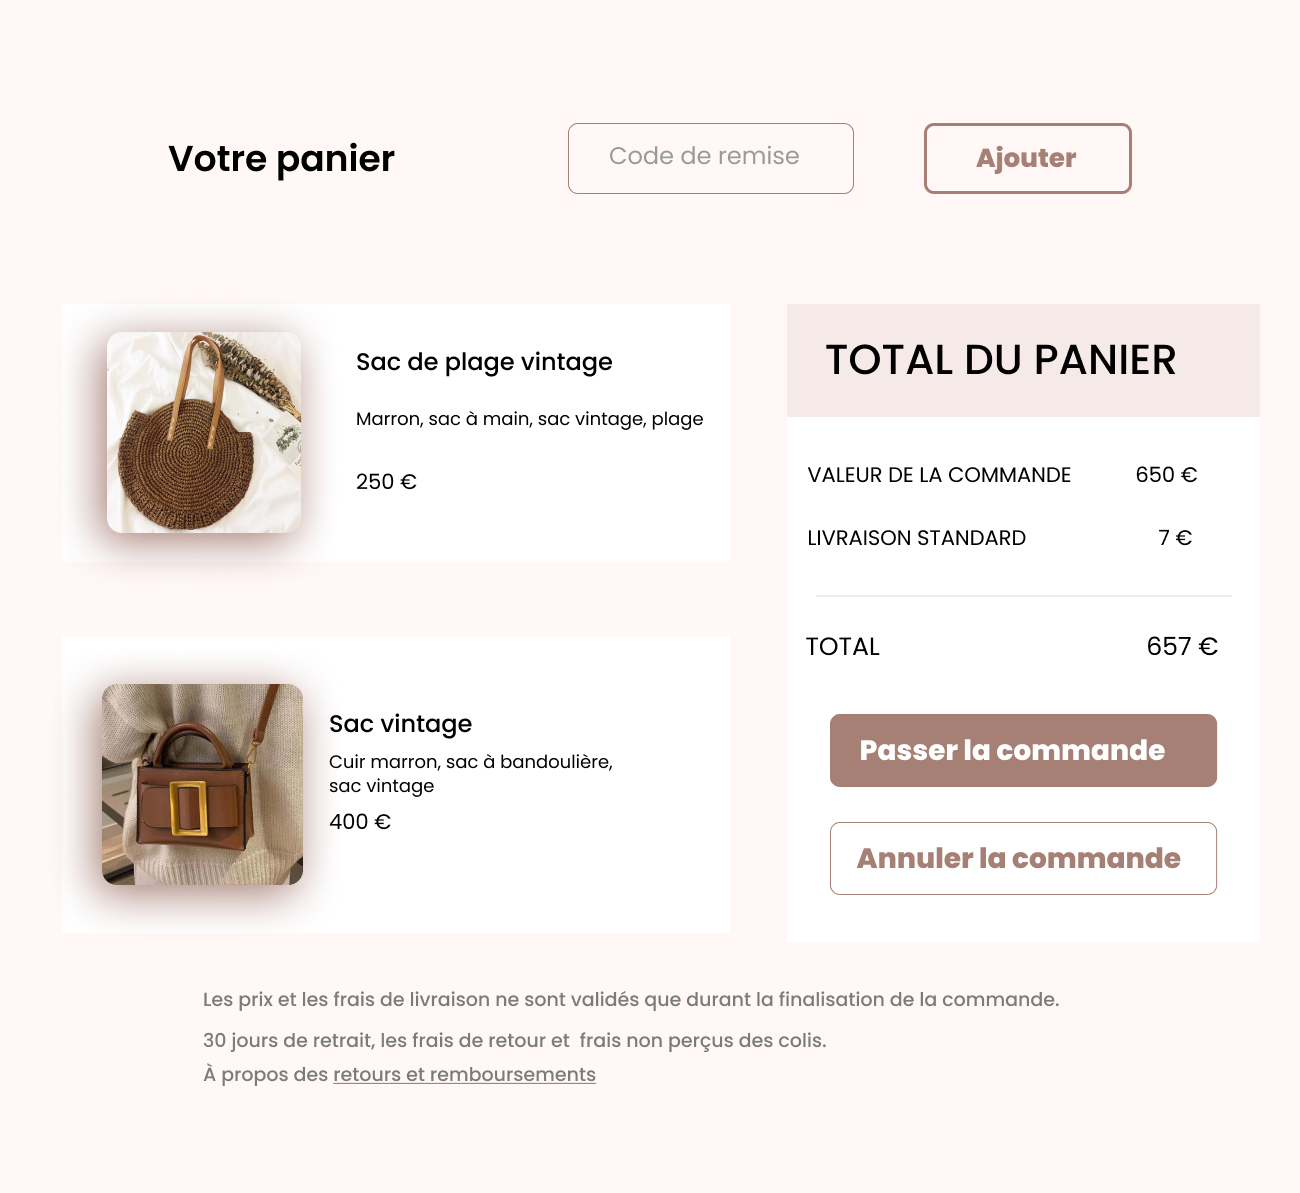 Votre panier
Code de remise
Ajouter
Sac de plage vintage
Marron, sac à main, sac vintage, plage
250 €
Sac vintage
Cuir marron, sac à bandoulière,
sac vintage
400 €
TOTAL DU PANIER
VALEUR DE LA COMMANDE 650 €
LIVRAISON STANDARD 7 €
TOTAL 657 €
Passer la commande
Annuler la commande
Les prix et les frais de livraison ne sont validés que durant la finalisation de la commande.
30 jours de retrait, les frais de retour et  frais non perçus des colis.
À propos des retours et remboursements